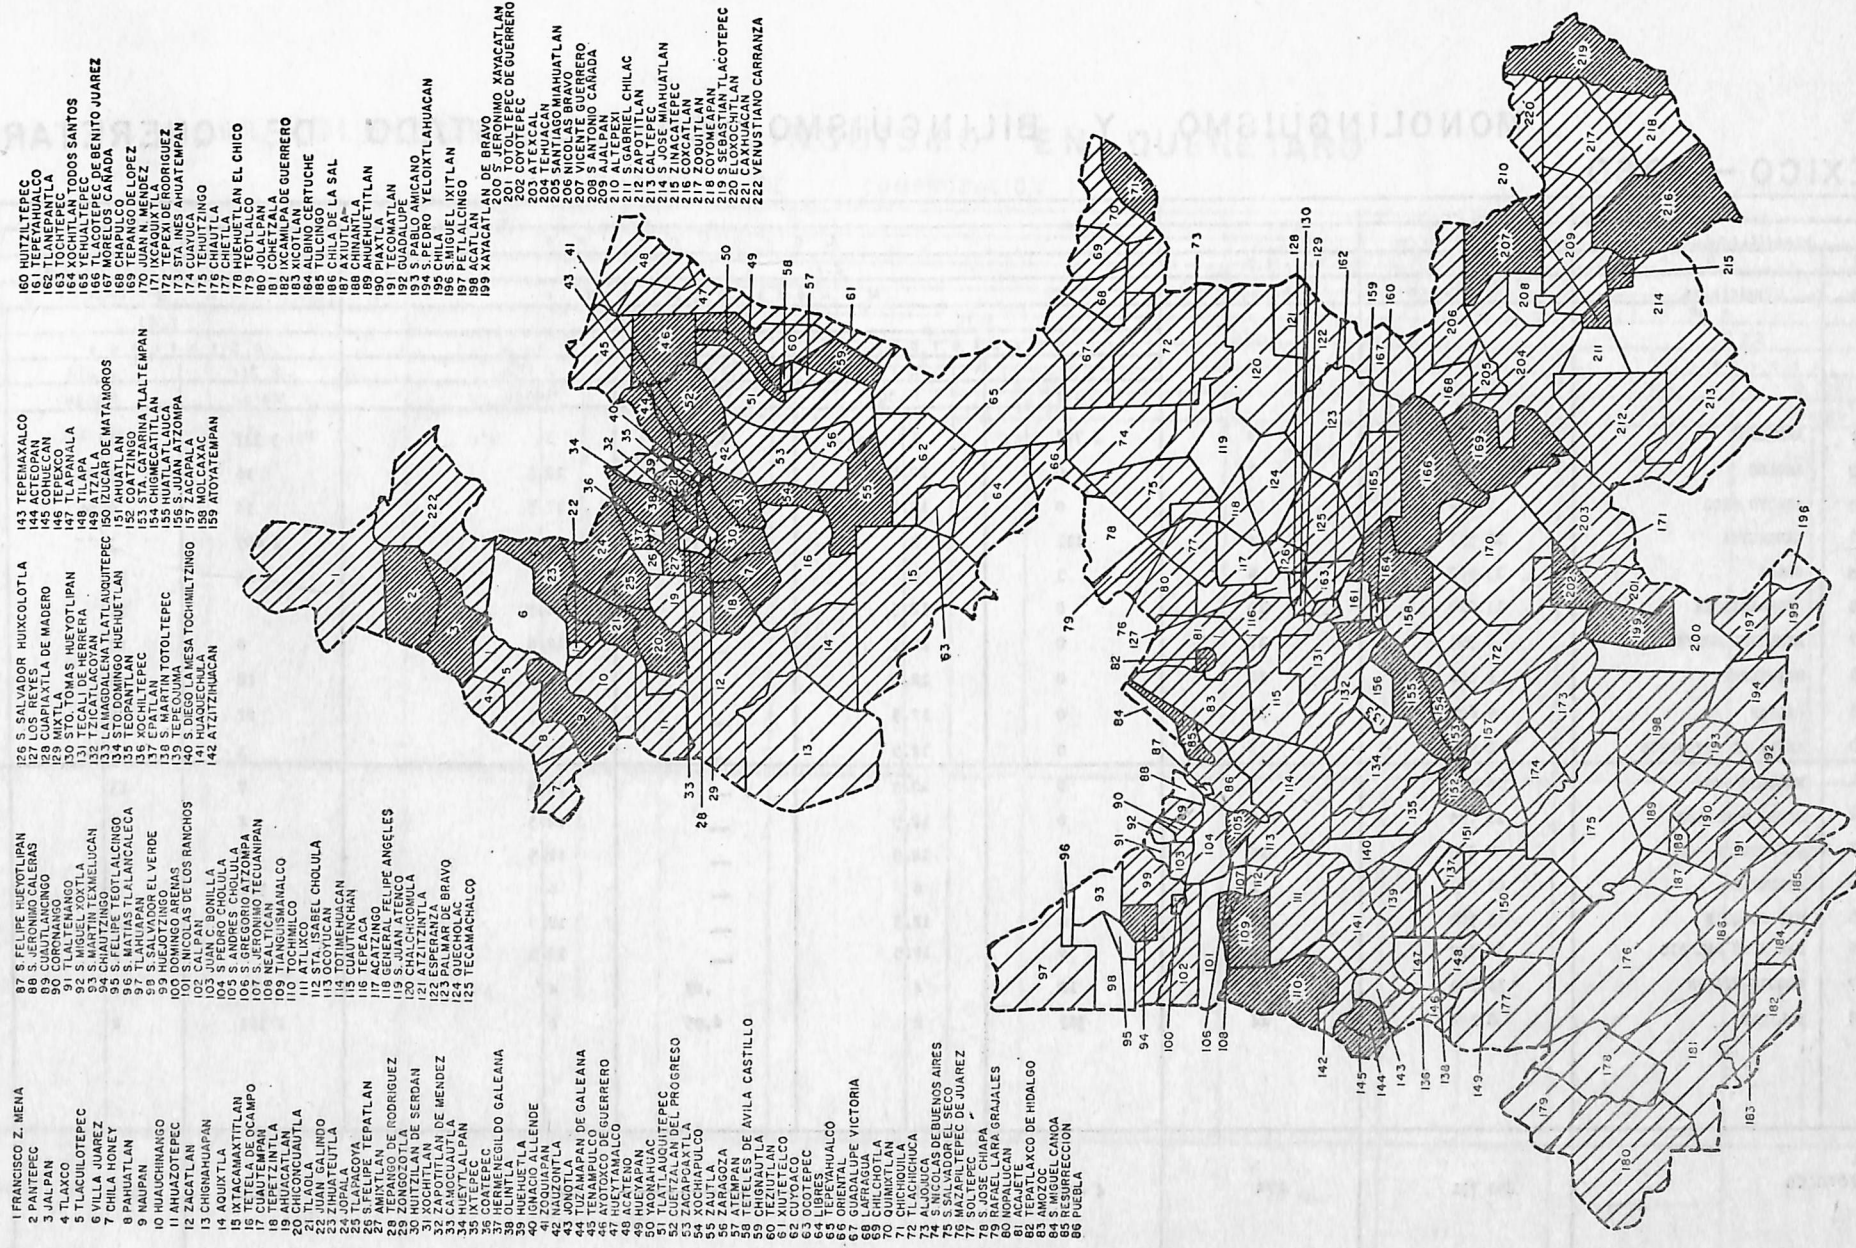 1 FRANCISCO Z. MENA
2 PANTEPEC
3 JALPAN
4 TLAXCO
5 TLACUILOTEPEC
6 VILLA JUAREZ
7 CHILA HONEY
8 PAHUATLAN
9 NAUPAN
10 HUAUCHINANGO
11 AHUAZOTEPEC
12 ZACATLAN
13 CHIGNAHUAPAN
14 AQUIXTLA
15 IXTACAMAXTITLAN
16 TETELA DE OCAMPO
17 CUAUTEMPAN
18 TEPETZINTLA
19 AHUACATLAN
20 CHICONCUAUTLA
21 TLAOLA
22 JUAN GALINDO
23 ZIHUATEUTLA
24 JOPALA
25 TLAPACOYA
26 S. FELIPE TEPATLAN
27 AMIXTLAN
28 TEPANGO DE RODRIGUEZ
29 ZONGOZOTLA
30 HUITZILAN DE SERDAN
31 XOCHITLAN
32 ZAPOTITLAN DE MENDEZ
33 CAMOCUAUTLA
34 HUEYTLALPAN
35 IXTEPEC
36 COATEPEC
37 HERMENEGILDO GALEANA
38 OLINTLA
39 HUEHUETLA
40 IGNACIO ALLENDE
41 ZOQUIAPAN
42 NAUZONTLA
43 JONOTLA
44 TUZAMAPAN DE GALEANA
45 TENAMPULCO
46 AYOTOXCO DE GUERRERO
47 HUEYTAMALCO
48 ACATENO
49 HUEYAPAN
50 YAONAHUAC
51 TLATLAUQUITEPEC
52 CUETZALAN DEL PROGRESO
53 ZACAPOAXTLA
54 XOCHIAPULCO
55 ZAUTLA
56 ZARAGOZA
57 ATEMPAN
58 TETELES DE AVILA CASTILLO
59 CHIGNAUTLA
60 TEZIUTLAN
61 XIUTETELCO
62 CUYOACO
63 OCOTEPEC
64 LIBRES
65 TEPEYAHUALCO
66 ORIENTAL
67 GUADALUPE VICTORIA
68 LAFRAGUA
69 CHILCHOTLA
70 QUIMIXTLAN
71 CHICHIQUILA
72 TLACHICHUCA
73 ALJOJUCA
74 S. NICOLAS DE BUENOS AIRES
75 S. SALVADOR EL SECO
76 MAZAPILTEPEC DE JUAREZ
77 SOLTEPEC
78 S. JOSE CHIAPA
79 RAFAEL LARA GRAJALES
80 NOPALUCAN
81 ACAJETE
82 TEPATLAXCO DE HIDALGO
83 AMOZOC
84 S. MIGUEL CANOA
85 RESURRECCION
86 PUEBLA
87 S. FELIPE HUEYOTLIPAN
88 S. JERONIMO CALERAS
89 CUAUTLANCINGO
90 CORONANGO
91 TLALTENANGO
92 S MIGUEL XOXTLA
93 S. MARTIN TEXMELUCAN
94 CHIAUTZINGO
95 S. FELIPE TEOTLALCINGO
96 S. MATIAS TLALANCALECA
97 TLAHUAPAN
98 S. SALVADOR EL VERDE
99 HUEJOTZINGO
100 DOMINGO ARENAS
101 S NICOLAS DE LOS RANCHOS
102 CALPAN
103 JUAN C. BONILLA
104 S PEDRO CHOLULA
105 S. ANDRES CHOLULA
106 S. GREGORIO ATZOMPA
107 S. JERONIMO TECUANIPAN
108 NEALTICAN
109 TIANGUISMANALCO
110 TOCHIMILCO
111 ATLIXCO
112 STA. ISABEL CHOLULA
113 OCOYUCAN
114 TOTIMEHUACAN
115 CUAUTINCHAN
116 TEPEACA
117 ACATZINGO
118 GENERAL FELIPE ANGELES
119 S. JUAN ATENCO
120 CHALCHICOMULA
121 ATZITZINTLA
122 ESPERANZA
123 PALMAR DE BRAVO
124 QUECHOLAC
125 TECAMACHALCO
126 S. SALVADOR HUIXCOLOTLA
127 LOS REYES
128 CUAPIAXTLA DE MADERO
129 MIXTLA
130 STO. TOMAS HUEYOTLIPAN
131 TECALI DE HERRERA
132 TZICATLACOYAN
133 LA MAGDALENA TLATLAUQUITEPEC
134 STO DOMINGO HUEHUETLAN
135 TEOPANTLAN
136 XOCHILTEPEC
137 EPATLAN
138 S. MARTIN TOTOLTEPEC
139 TEPEOJUMA
140 S. DIEGO LA MESA TOCHIMILTZINGO
141 HUAQUECHULA
142 ATZITZIHUACAN
143 TEPEMAXALCO
144 ACTEOPAN
145 COHUECAN
146 TEPEXCO
147 TLAPANALA
148 TILAPA
149 ATZALA
150 IZUCAR DE MATAMOROS
151 AHUATLAN
152 COATZINGO
153 STA. CATARINA TLALTEMPAN
154 CHIGMECATITLAN
155 HUATLATLAUCA
156 S. JUAN ATZOMPA
157 ZACAPALA
158 MOLCAXAC
159 ATOYATEMPAN
160 HUITZILTEPEC
161 TEPEYAHUALCO
162 TLANEPANTLA
163 TOCHTEPEC
164 XOCHITLAN TODOS SANTOS
165 YEHUALTEPEC
166 TLACOTEPEC DE BENITO JUAREZ
167 MORELOS CAÑADA
168 CHAPULCO
169 TEPANGO DE LOPEZ
170 JUAN N. MENDEZ
171 IXCAQUIXTLA
172 TEPEXI DE RODRIGUEZ
173 STA INES AHUATEMPAN
174 CUAYUCA
175 TEHUITZINGO
176 CHIAUTLA
177 CHIETLA
178 HUEHUETLAN EL CHICO
179 TEOTLALCO
180 JOLALPAN
181 COHETZALA
182 IXCAMILPA DE GUERRERO
183 XICOTLAN
184 ALBINO ZERTUCHE
185 TULCINGO
186 CHILA DE LA SAL
187 AXIUTLA
188 CHINANTLA
189 AHUEHUETITLAN
190 PIAXTLA
191 TECOMATLAN
192 GUADALUPE
193 S. PABLO AMICANO
194 S. PEDRO YELOIXTLAHUACAN
195 CHILA
196 S. MIGUEL IXITLAN
197 PETLALCINGO
198 ACATLAN
199 XAYACATLAN DE BRAVO
200 S. JERONIMO XAYACATLAN
201 TOTOLTEPEC DE GUERRERO
202 COYOTEPEC
203 ATEXCAL
204 TEHUACAN
205 SANTIAGO MIAHUATLAN
206 NICOLAS BRAVO
207 VICENTE GUERRERO
208 S ANTONIO CAÑADA
209 AJALPAN
210 ALTEPEXI
211 S GABRIEL CHILAC
212 ZAPOTITLAN
213 CALTEPEC
214 S JOSE MIAHUATLAN
215 ZINACATEPEC
216 COXCATLAN
217 ZOQUITLAN
218 COYOMEAPAN
219 S SEBASTIAN TLACOTEPEC
220 ELOXOCHITLAN
221 CAXHUACAN
222 VENUSTIANO CARRANZA